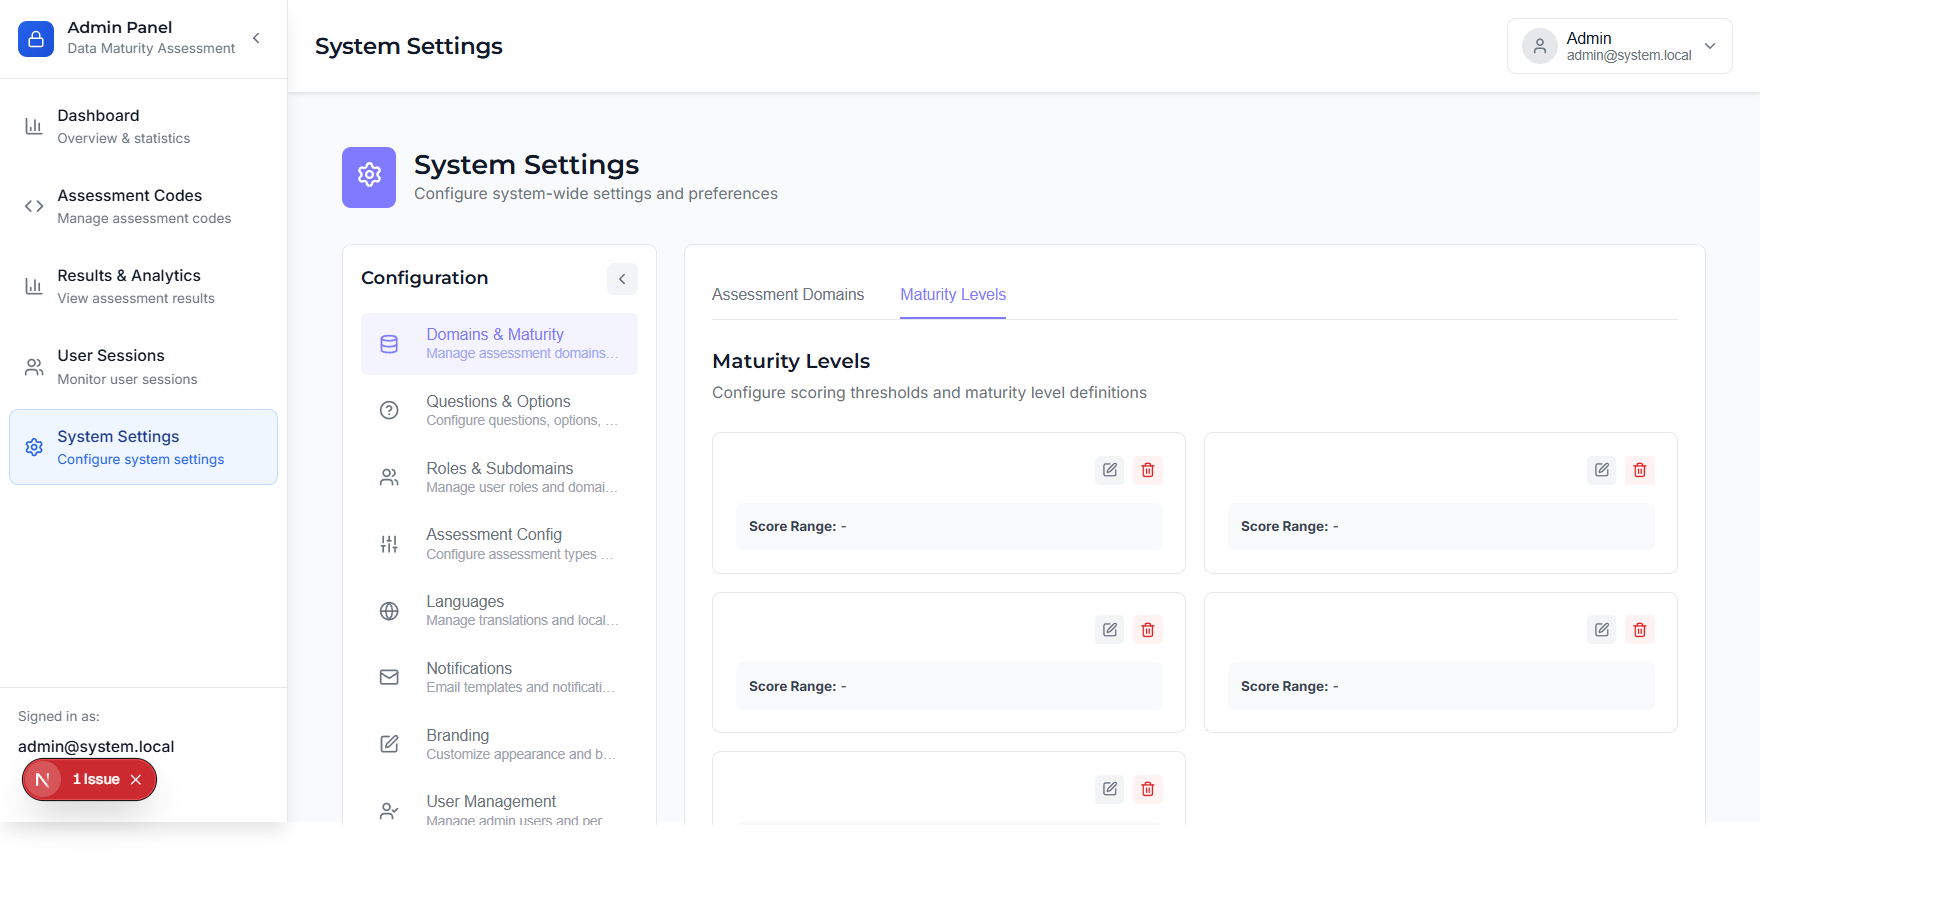 Admin Panel
Data Maturity Assessment
System Settings
Admin
admin@system.local
Dashboard
Overview & statistics
Assessment Codes
Manage assessment codes
Results & Analytics
View assessment results
User Sessions
Monitor user sessions
System Settings
Configure system settings
Signed in as:
admin@system.local
N 1 Issue
System Settings
Configure system-wide settings and preferences
Configuration
Domains & Maturity
Manage assessment domains...
Questions & Options
Configure questions, options, ...
Roles & Subdomains
Manage user roles and domai...
Assessment Config
Configure assessment types ...
Languages
Manage translations and local...
Notifications
Email templates and notificati...
Branding
Customize appearance and b...
User Management
Manage admin users and per
Assessment Domains Maturity Levels
Maturity Levels
Configure scoring thresholds and maturity level definitions
Score Range: -
Score Range: -
Score Range: -
Score Range: -